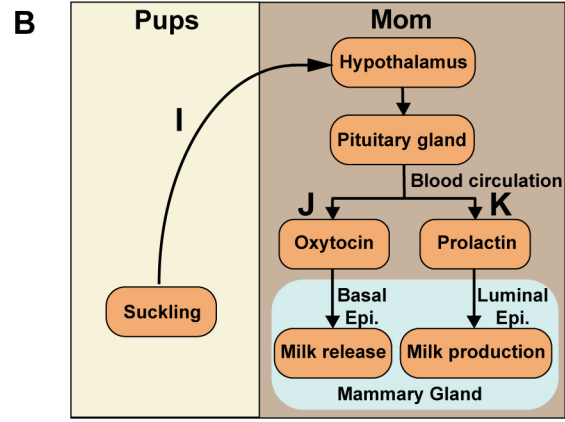 B
Pups
Mom
Hypothalamus
I
Pituitary gland
Blood circulation
J
K
Oxytocin
Prolactin
Basal
Epi.
Luminal
Epi.
Suckling
Milk release
Milk production
Mammary Gland